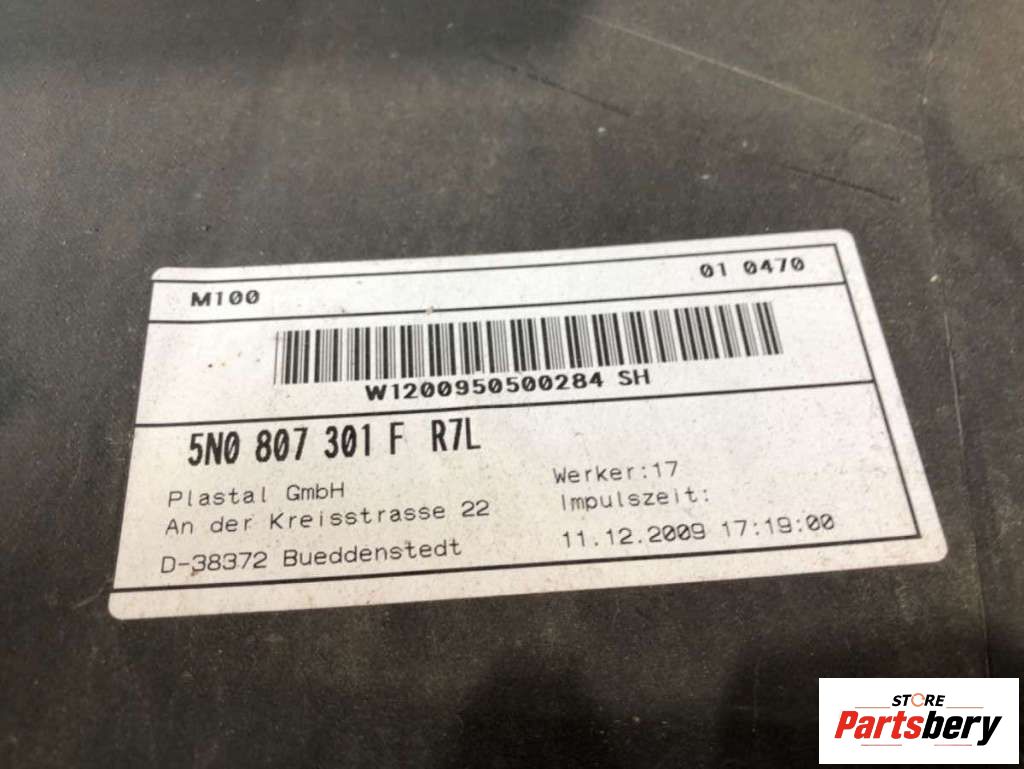 M100 01 0470
W1200950500284 SH
5N0 807 301 F R7L
Plastal GmbH
An der Kreisstrasse 22
D-38372 Bueddenstedt
Werker:17
Impulszeit:
11.12.2009 17:19:00
STORE
Partsbery